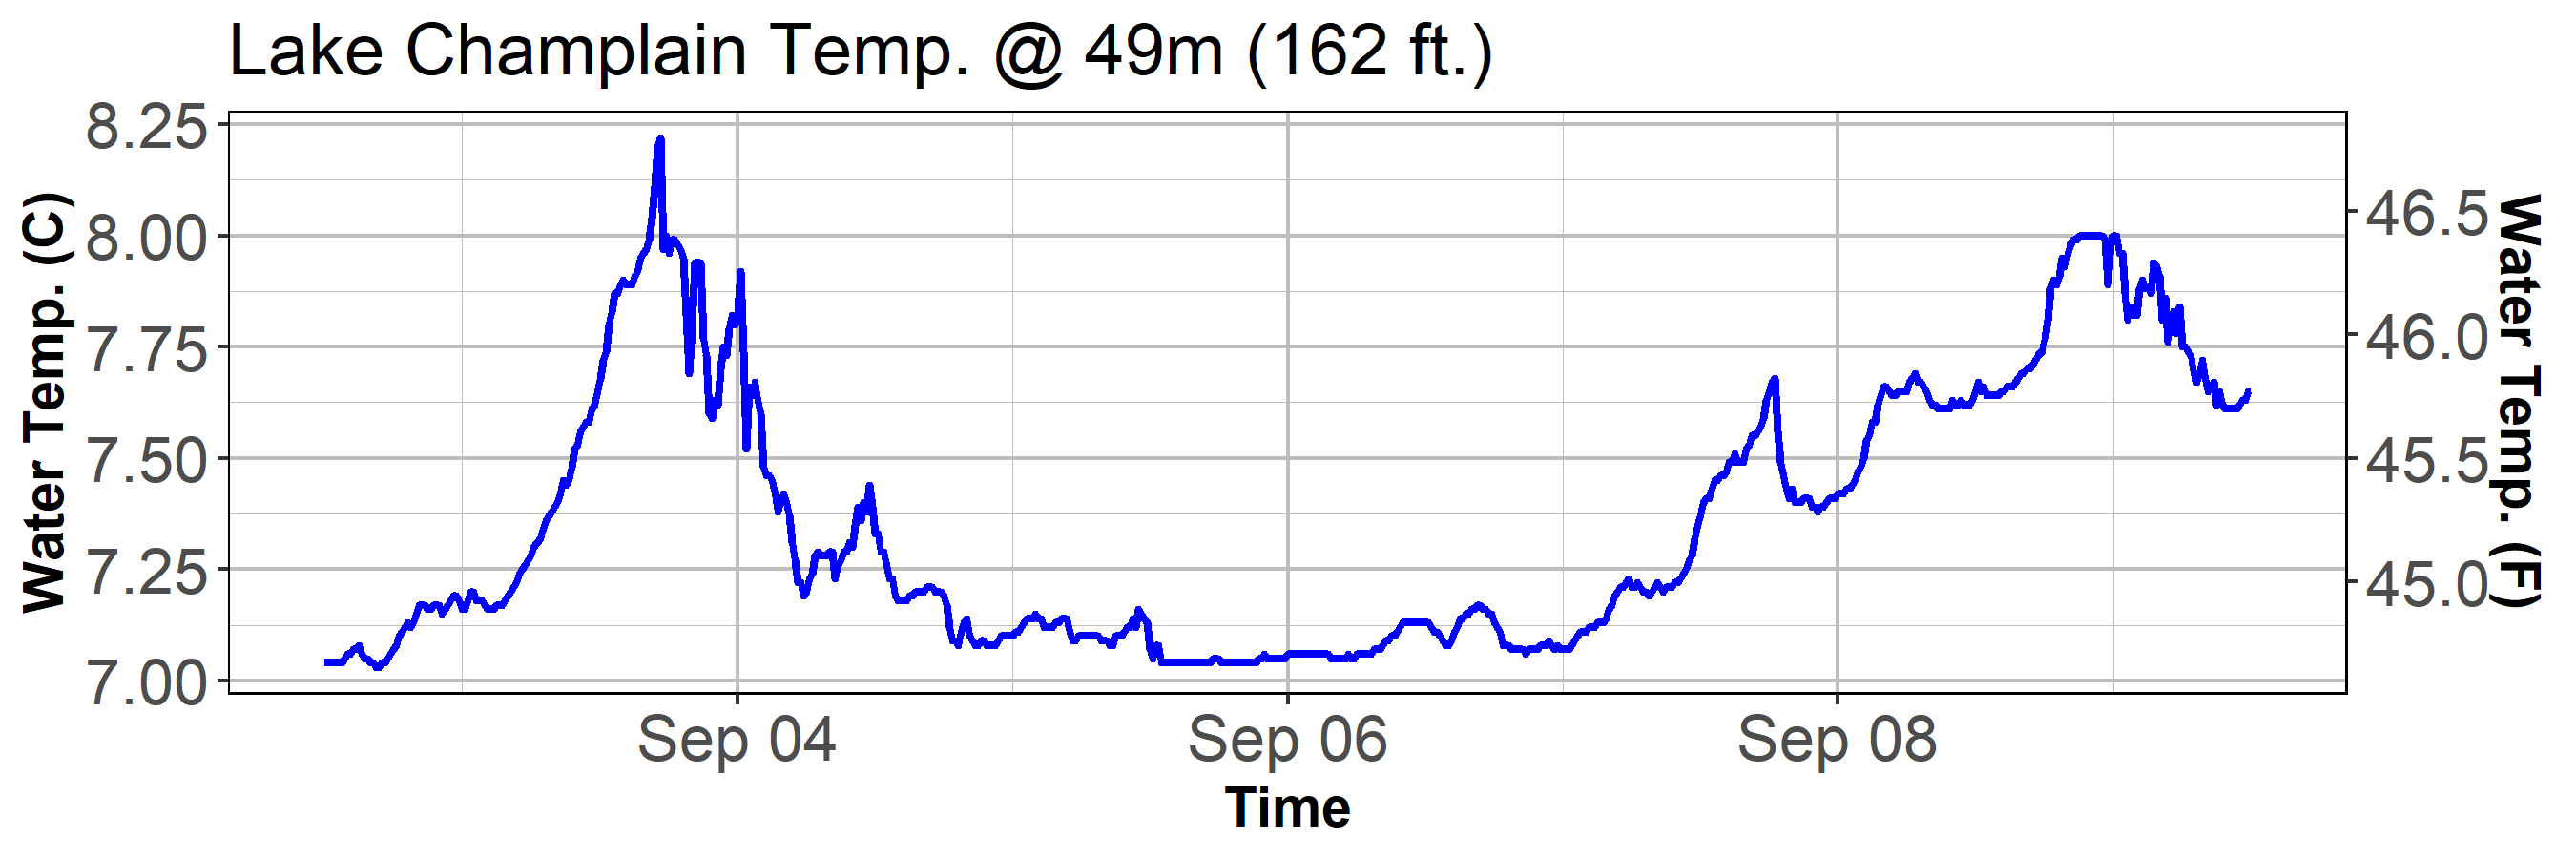 Lake Champlain Temp. @ 49m (162 ft.)
Water Temp. (C)
8.25
8.00
7.75
7.50
7.25
7.00
46.5
46.0
45.5
45.0
Water Temp. (F)
Sep 04
Sep 06
Sep 08
Time